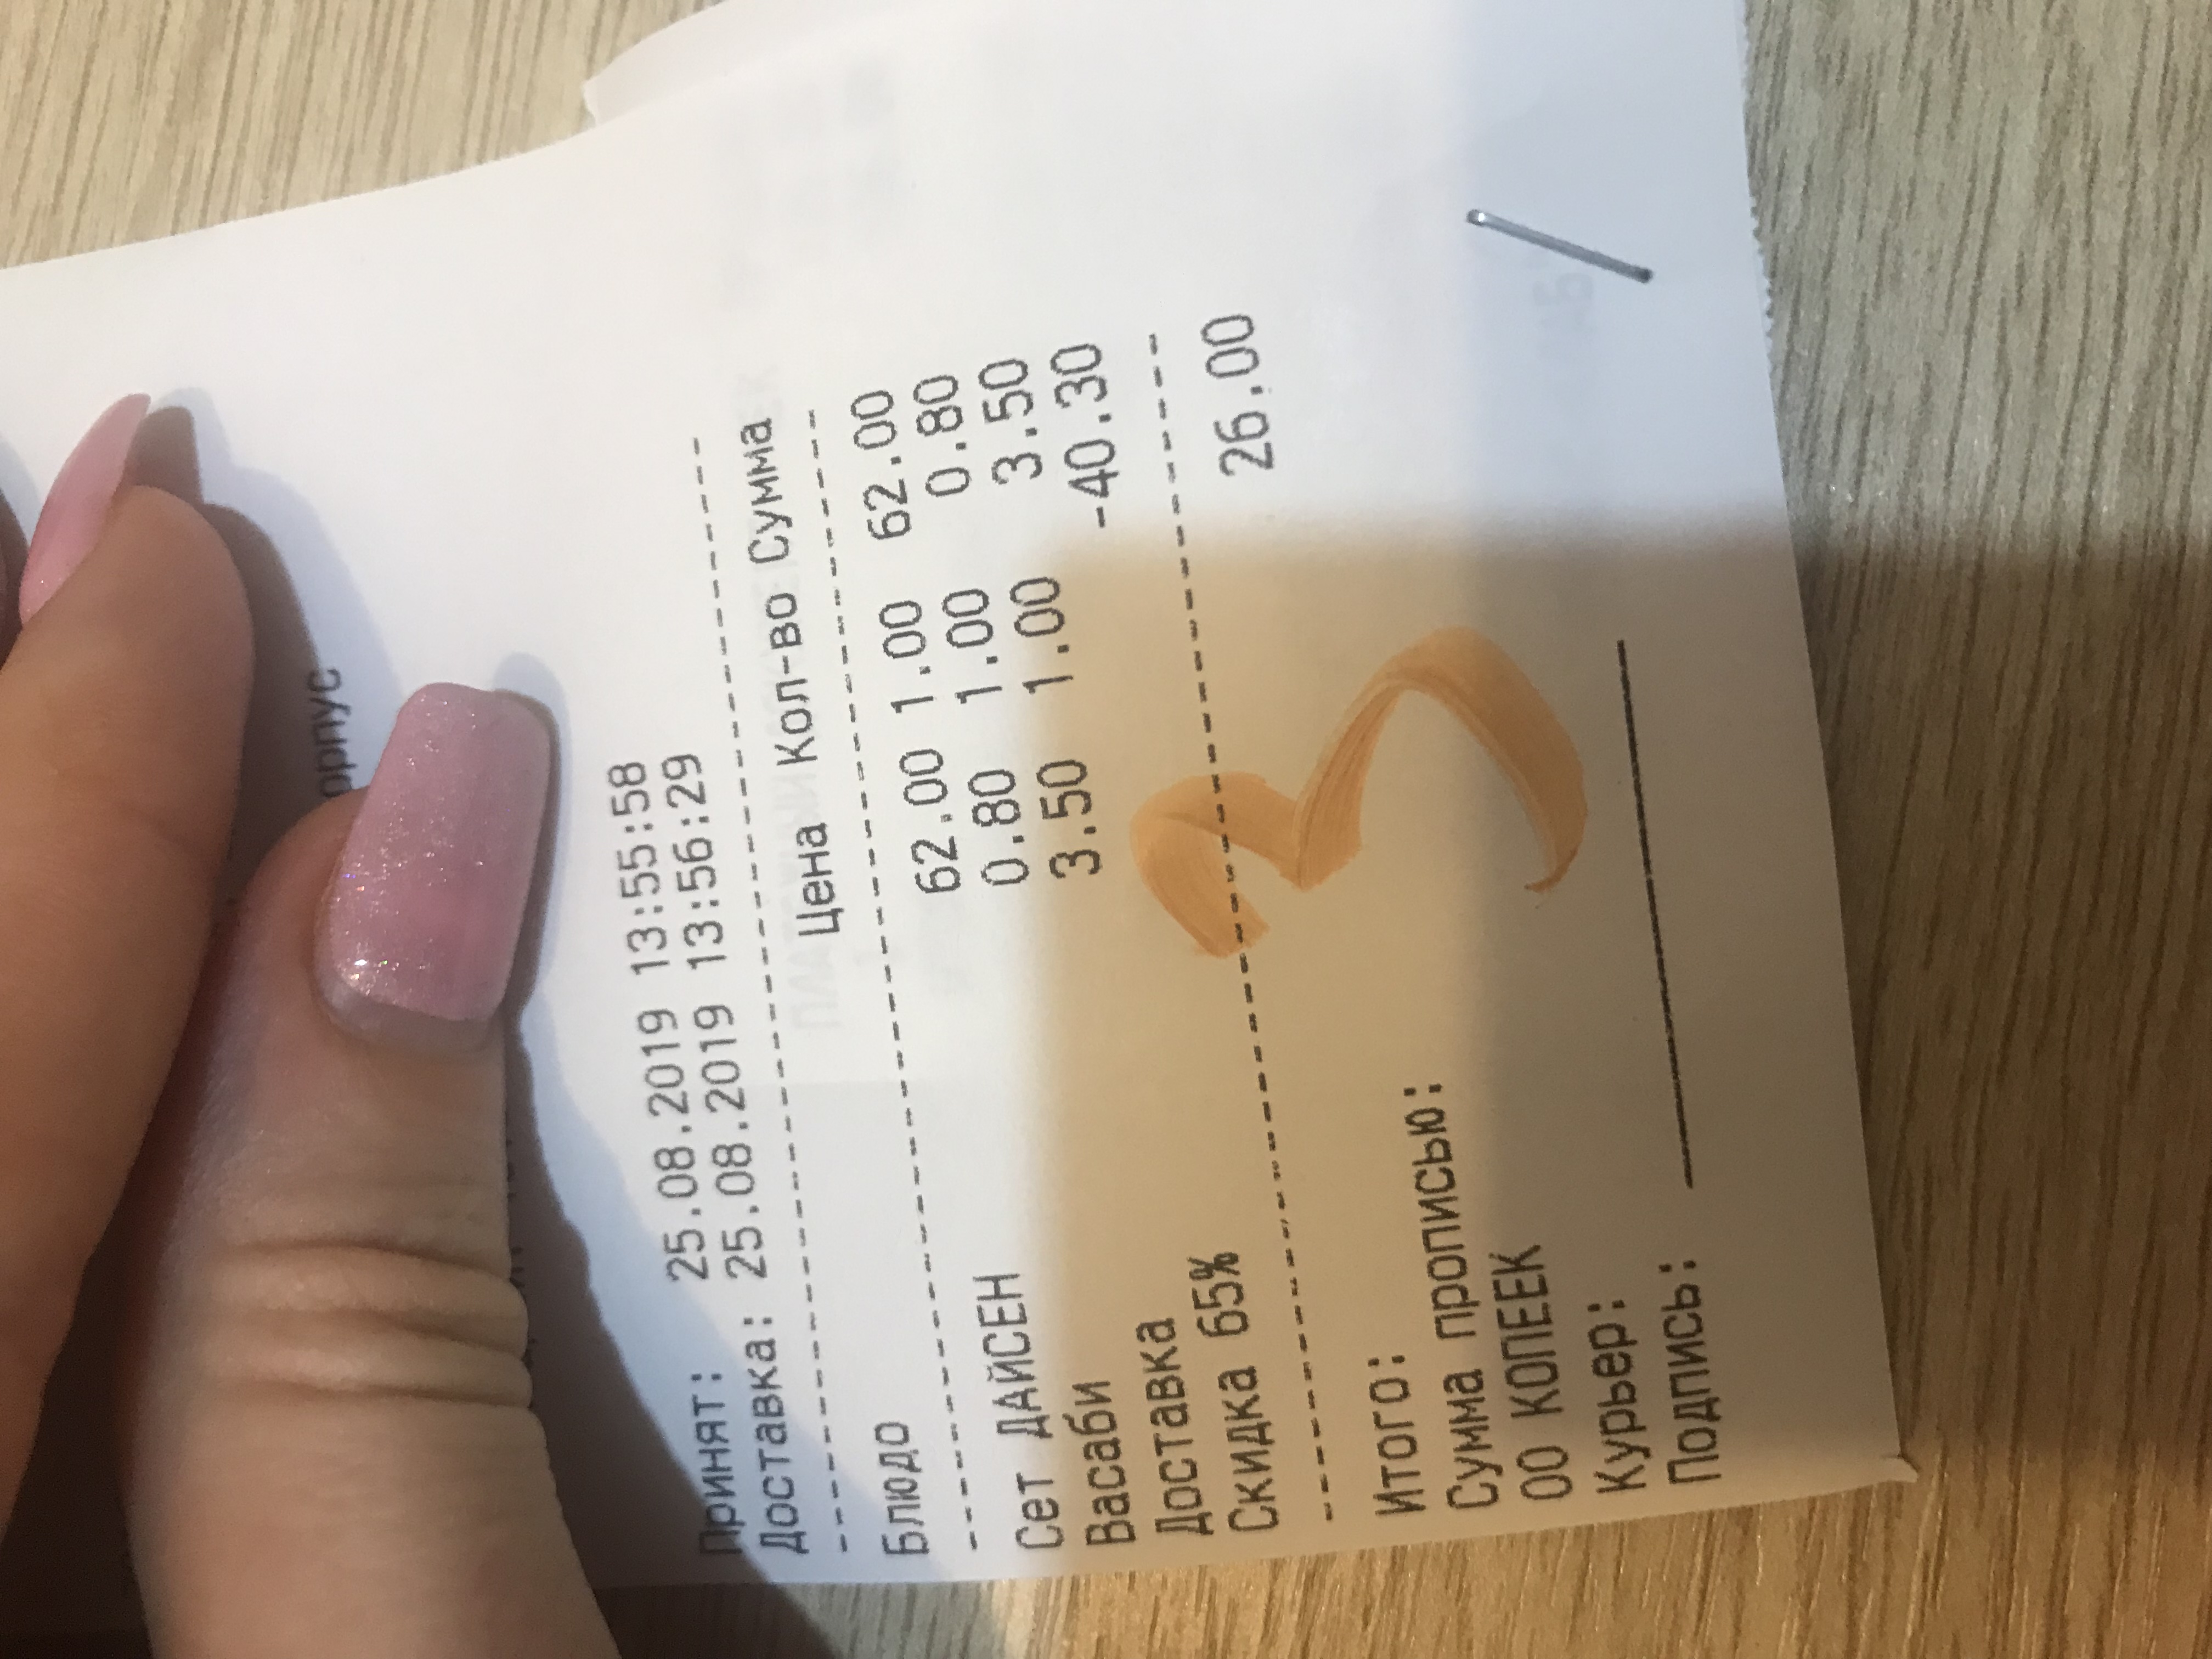 орпус
Принят: 25.08.2019 13:55:58
Доставка: 25.08.2019 13:56:29
Блюдо Цена Кол-во Сумма
Сет ДАЙСЕН 62.00 1.00 62.00
Васаби 0.80 1.00 0.80
Доставка 3.50 1.00 3.50
Скидка 65% -40.30
Итого: 26.00
Сумма прописью:
00 КОПЕЕК
Курьер:
Подпись:
3